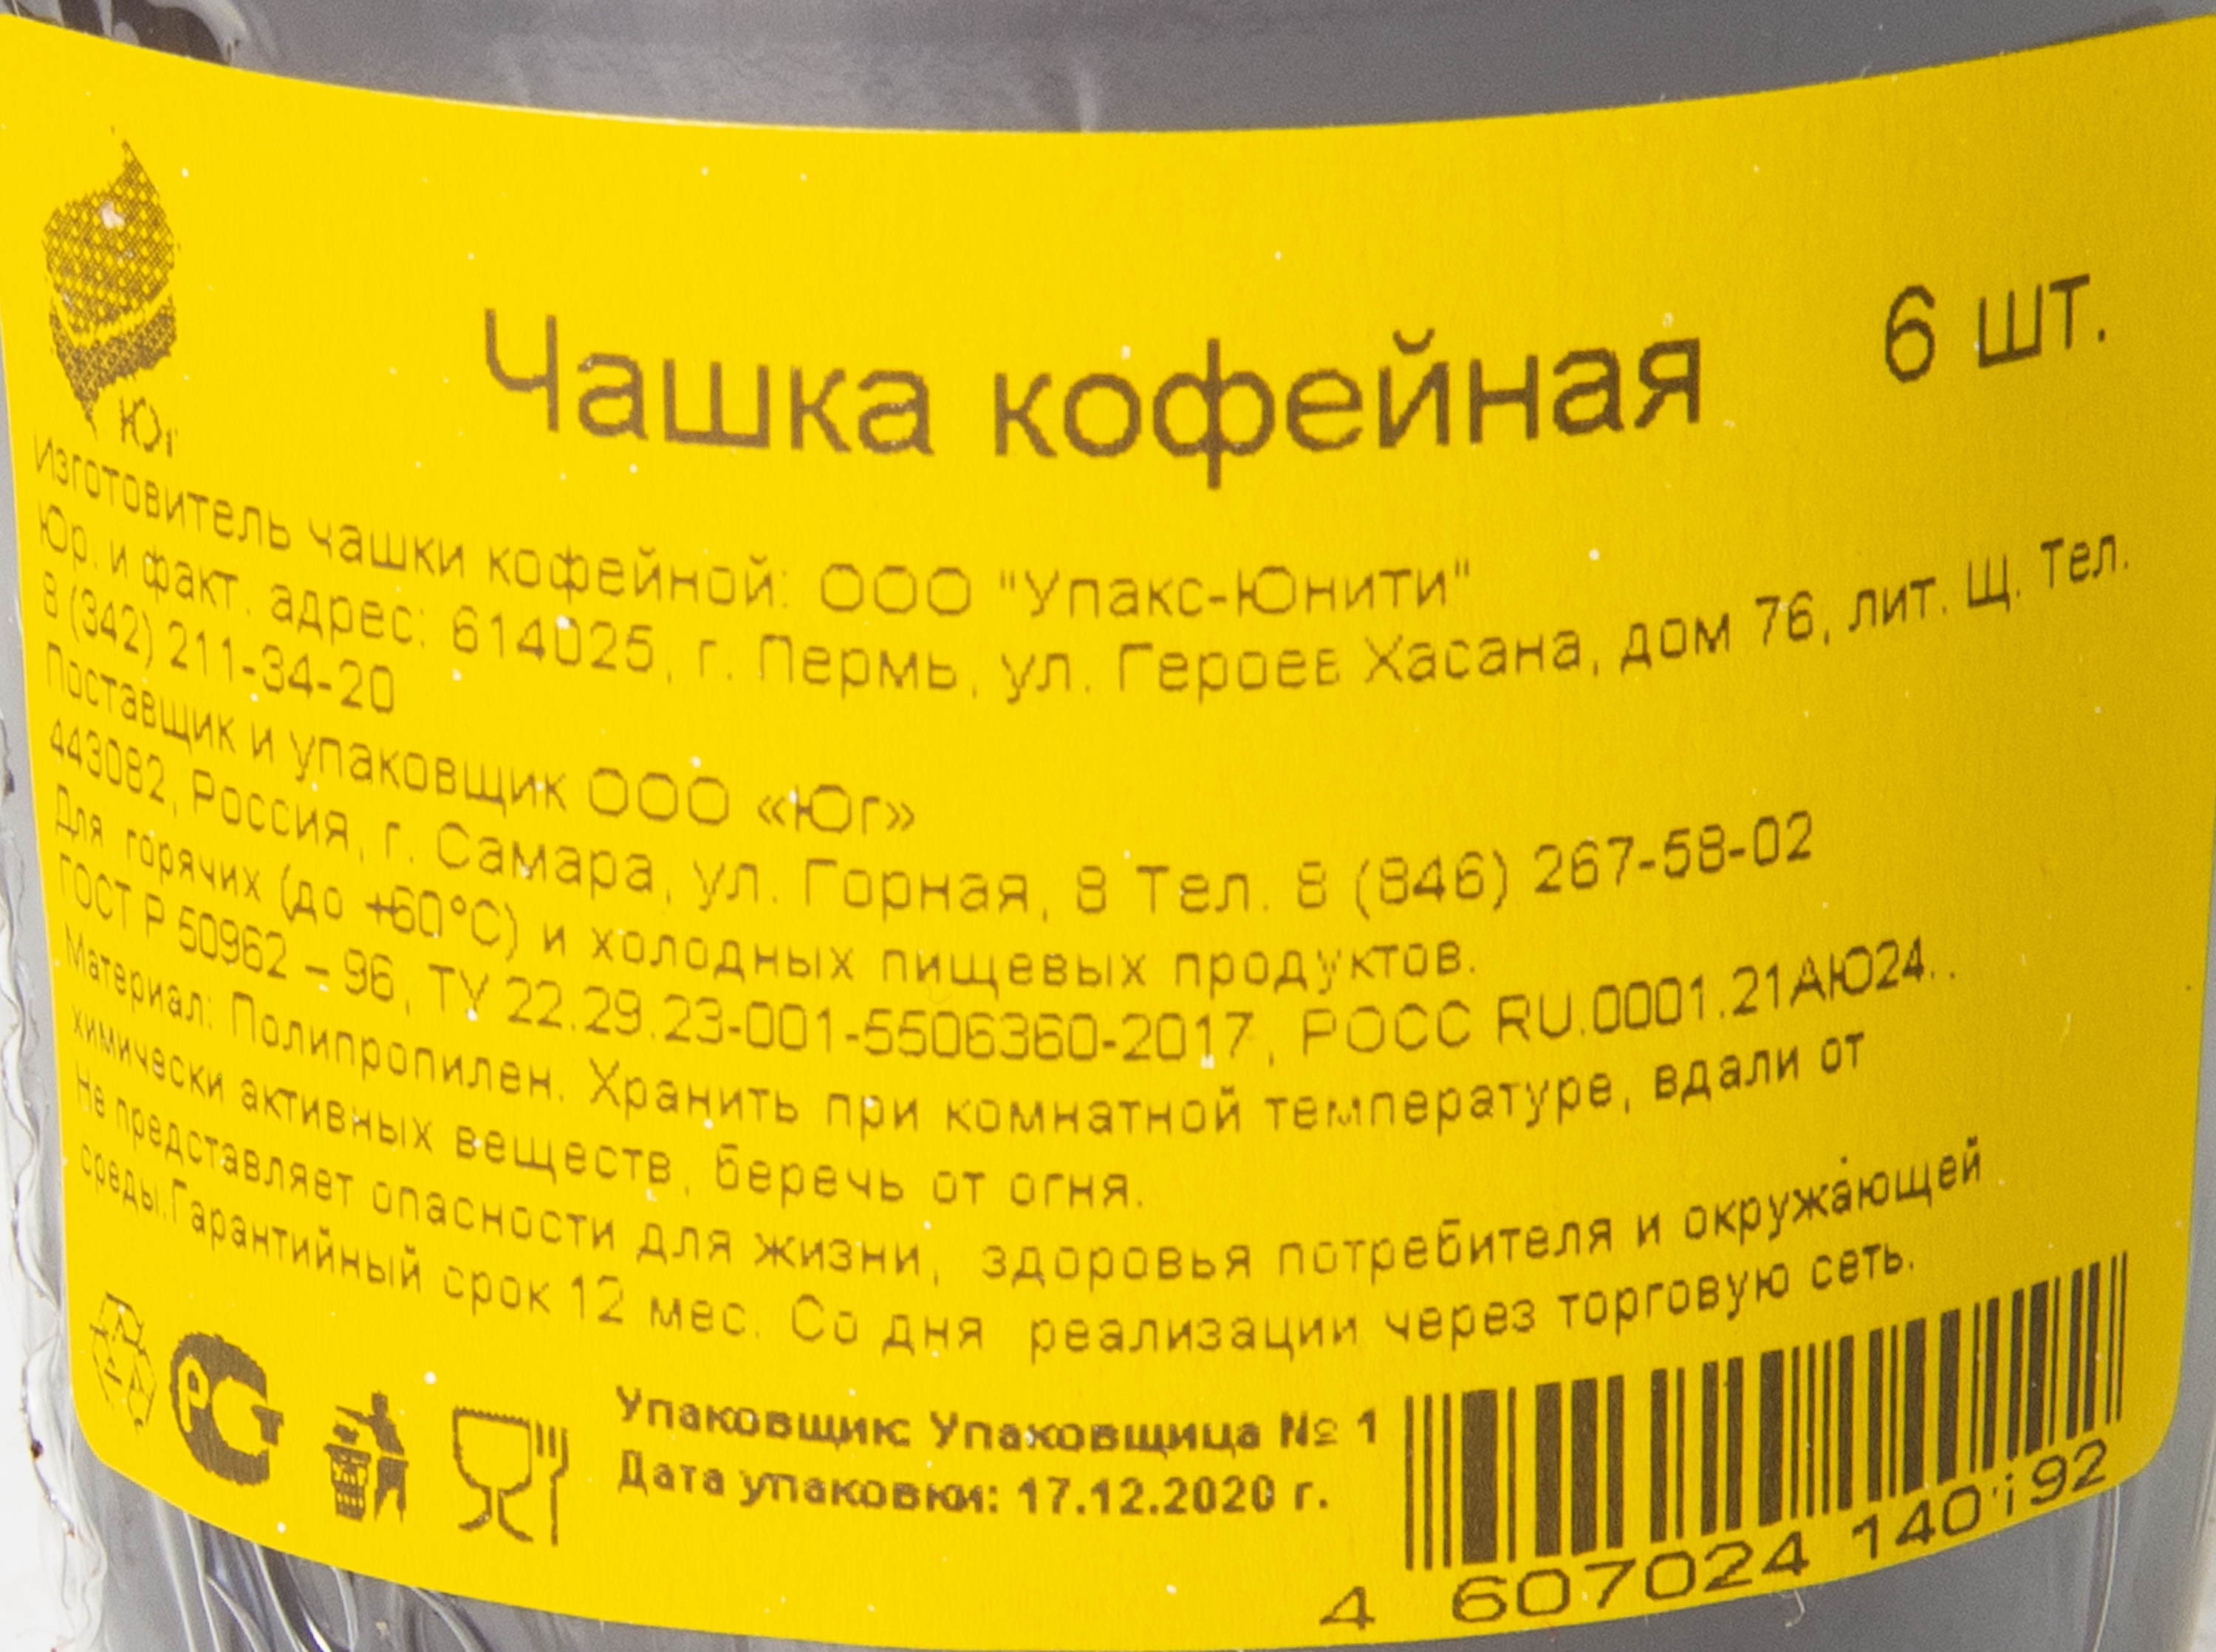 Юг
Чашка кофейная
6 шт.
Изготовитель чашки кофейной: ООО "Упакс-Юнити"
Юр. и факт. адрес: 614025, г. Пермь, ул. Героев Хасана, дом 76, лит. Щ. Тел.
8 (342) 211-34-20
Поставщик и упаковщик ООО «Юг»
443082, Россия, г. Самара, ул. Горная, 8 Тел. 8 (846) 267-58-02
Для горячих (до +60°С) и холодных пищевых продуктов.
ГОСТ Р 50962 – 96, ТУ 22.29.23-001-5506360-2017, РОСС RU.0001.21АЮ24..
Материал: Полипропилен. Хранить при комнатной температуре, вдали от
химически активных веществ, беречь от огня.
Не представляет опасности для жизни, здоровья потребителя и окружающей
среды.Гарантийный срок 12 мес. Со дня реализации через торговую сеть.
РСТ
Упаковщик: Упаковщица № 1
Дата упаковки: 17.12.2020 г.
4 607024 140192